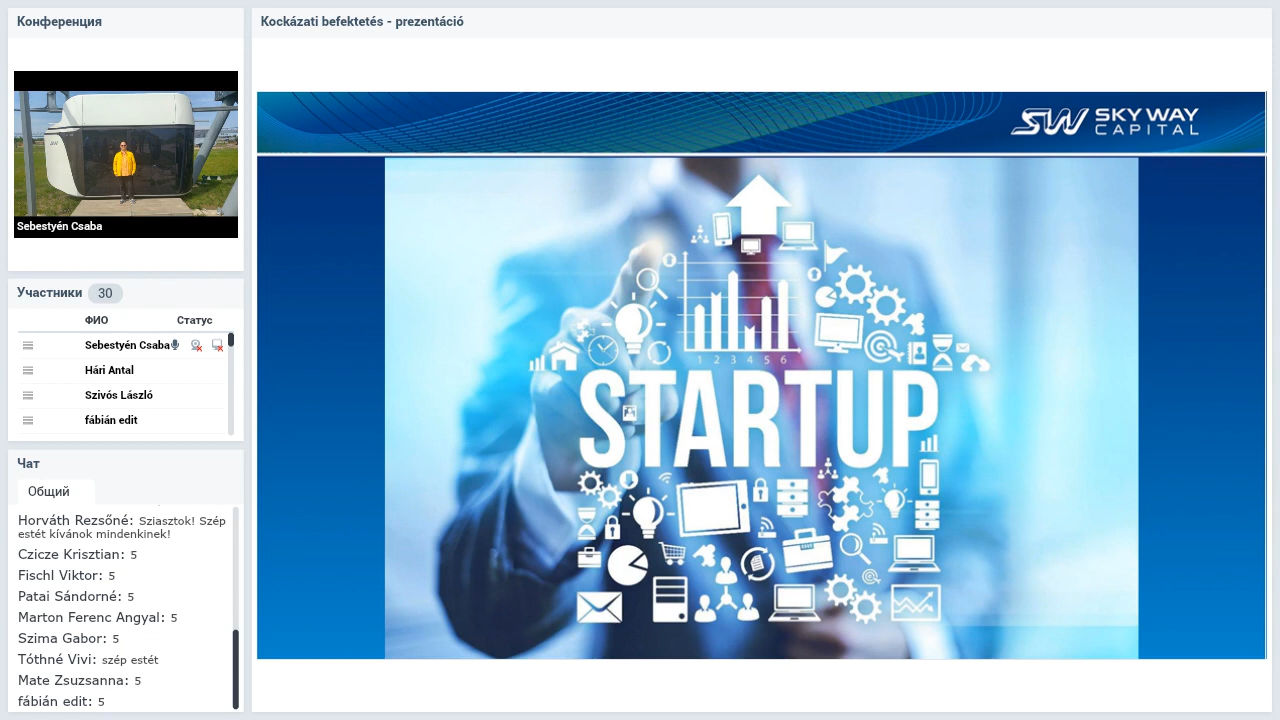 Конференция
Sebestyén Csaba
Участники 30
ФИО Статус
Sebestyén Csaba
Hári Antal
Szivós László
fábián edit
Чат
Общий
Horváth Rezsőné: Sziasztok! Szép
estét kívánok mindenkinek!
Czicze Krisztian: 5
Fischl Viktor: 5
Patai Sándorné: 5
Marton Ferenc Angyal: 5
Szima Gabor: 5
Tóthné Vivi: szép estét
Mate Zsuzsanna: 5
fábián edit: 5
Kockázati befektetés - prezentáció
SW SKY WAY
CAPITAL
1 2 3 4 5 6
STARTUP